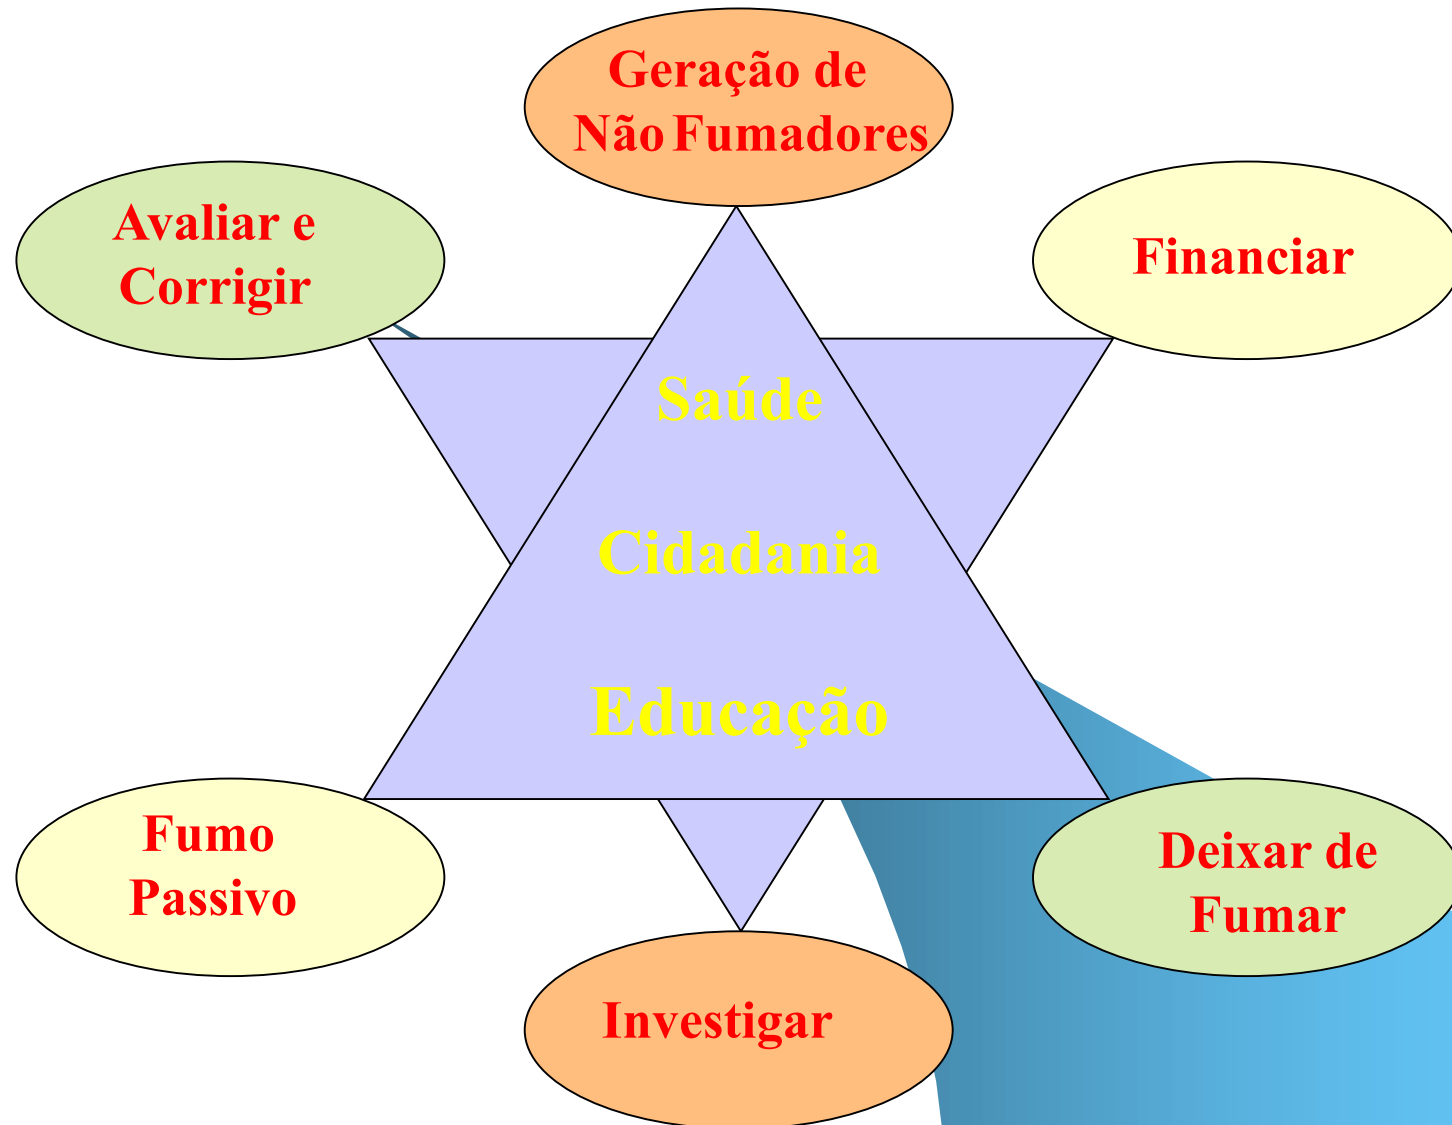 Geração de
Não Fumadores
Avaliar e
Corrigir
Financiar
Saúde
Cidadania
Educação
Fumo
Passivo
Deixar de
Fumar
Investigar